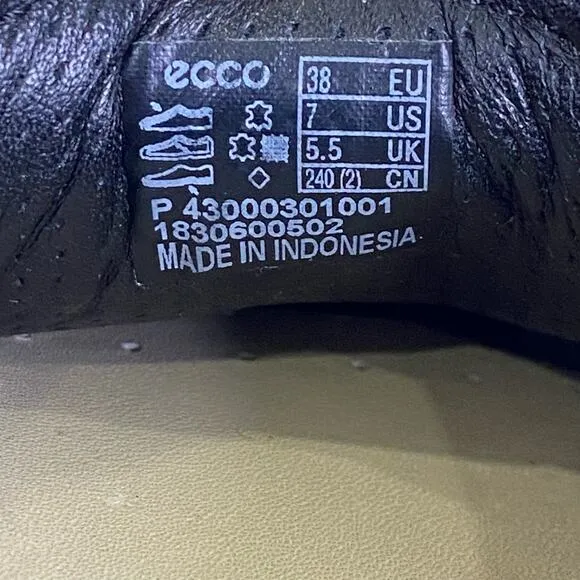 ecco
38 EU
7 US
5.5 UK
240 (2) CN
P 43000301001
1830600502
MADE IN INDONESIA